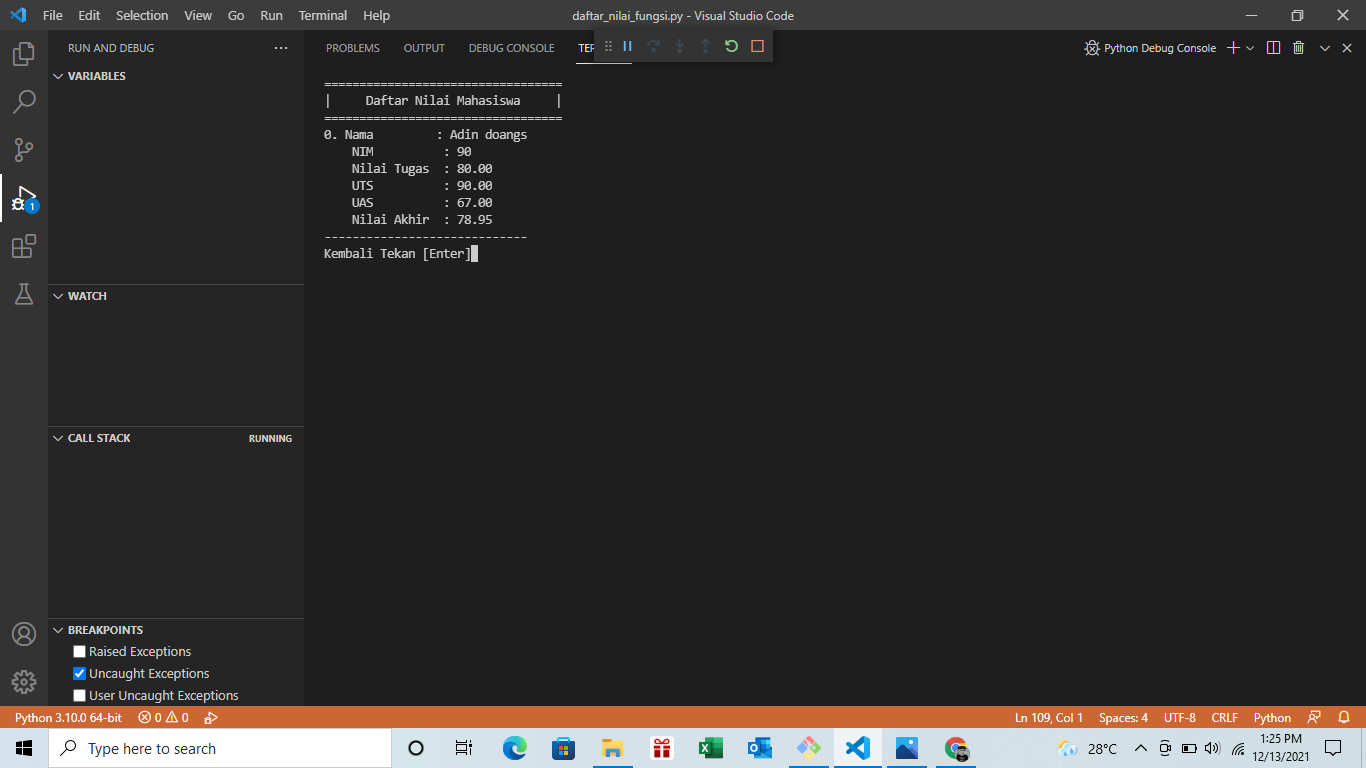 File Edit Selection View Go Run Terminal Help
daftar_nilai_fungsi.py - Visual Studio Code
RUN AND DEBUG ...
VARIABLES
WATCH
CALL STACK RUNNING
BREAKPOINTS
Raised Exceptions
Uncaught Exceptions
User Uncaught Exceptions
1
PROBLEMS OUTPUT DEBUG CONSOLE TER
Python Debug Console
==================================
| Daftar Nilai Mahasiswa |
==================================
0. Nama : Adin doangs
NIM : 90
Nilai Tugas : 80.00
UTS : 90.00
UAS : 67.00
Nilai Akhir : 78.95
-----------------------------
Kembali Tekan [Enter]
Python 3.10.0 64-bit 0 0
Ln 109, Col 1 Spaces: 4 UTF-8 CRLF Python
Type here to search
28°C
1:25 PM
12/13/2021